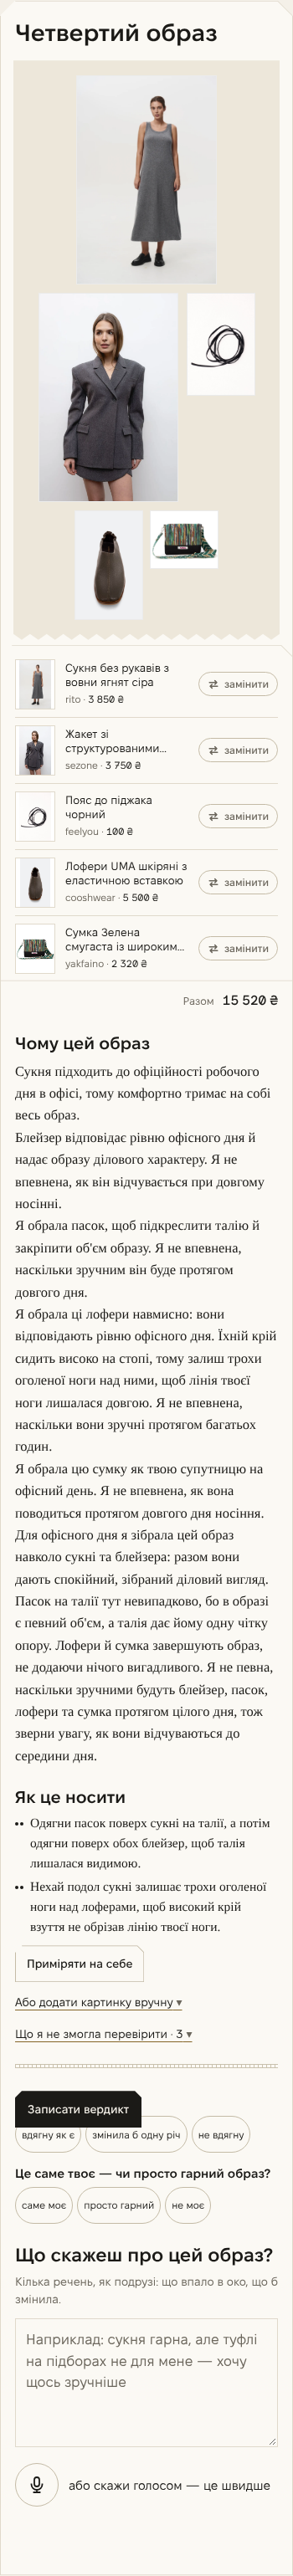 Четвертий образ
Сукня без рукавів з
вовни ягнят сіра
rito · 3 850 ₴
замінити
Жакет зі
структурованими...
sezone · 3 750 ₴
замінити
Пояс до піджака
чорний
feelyou · 100 ₴
замінити
Лофери UMA шкіряні з
еластичною вставкою
cooshwear · 5 500 ₴
замінити
Сумка Зелена
смугаста із широким...
yakfaino · 2 320 ₴
замінити
Разом 15 520 ₴
Чому цей образ
Сукня підходить до офіційності робочого
дня в офісі, тому комфортно тримає на собі
весь образ.
Блейзер відповідає рівню офісного дня й
надає образу ділового характеру. Я не
впевнена, як він відчувається при довгому
носінні.
Я обрала пасок, щоб підкреслити талію й
закріпити об'єм образу. Я не впевнена,
наскільки зручним він буде протягом
довгого дня.
Я обрала ці лофери навмисно: вони
відповідають рівню офісного дня. Їхній крій
сидить високо на стопі, тому залиш трохи
оголеної ноги над ними, щоб лінія твоєї
ноги лишалася довгою. Я не впевнена,
наскільки вони зручні протягом багатьох
годин.
Я обрала цю сумку як твою супутницю на
офісний день. Я не впевнена, як вона
поводиться протягом довгого дня носіння.
Для офісного дня я зібрала цей образ
навколо сукні та блейзера: разом вони
дають спокійний, зібраний діловий вигляд.
Пасок на талії тут невипадково, бо в образі
є певний об'єм, а талія дає йому одну чітку
опору. Лофери й сумка завершують образ,
не додаючи нічого вигадливого. Я не певна,
наскільки зручними будуть блейзер, пасок,
лофери та сумка протягом цілого дня, тож
зверни увагу, як вони відчуваються до
середини дня.
Як це носити
•• Одягни пасок поверх сукні на талії, а потім
одягни поверх обох блейзер, щоб талія
лишалася видимою.
•• Нехай подол сукні залишає трохи оголеної
ноги над лоферами, щоб високий крій
взуття не обрізав лінію твоєї ноги.
Приміряти на себе
Або додати картинку вручну ▾
Що я не змогла перевірити · 3 ▾
Записати вердикт
вдягну як є
змінила б одну річ
не вдягну
Це саме твоє — чи просто гарний образ?
саме моє
просто гарний
не моє
Що скажеш про цей образ?
Кілька речень, як подрузі: що впало в око, що б
змінила.
Наприклад: сукня гарна, але туфлі
на підборах не для мене — хочу
щось зручніше
або скажи голосом — це швидше